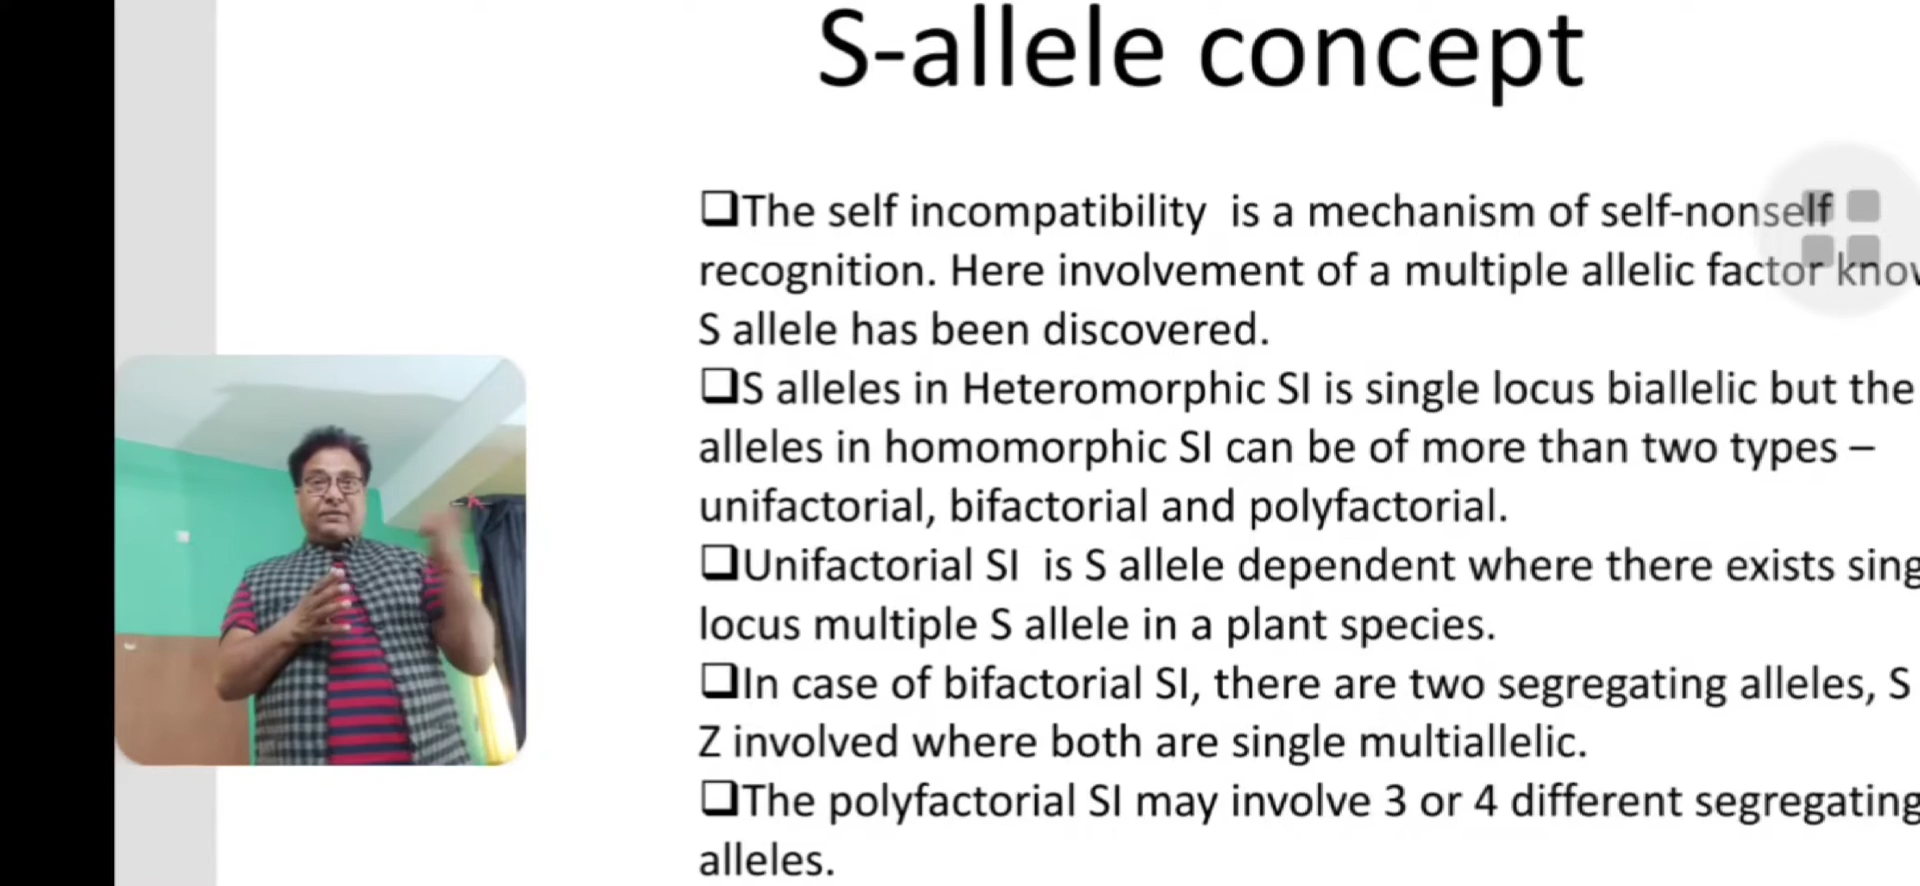 S-allele concept
❑The self incompatibility is a mechanism of self-nonself
recognition. Here involvement of a multiple allelic factor
S allele has been discovered.
❑S alleles in Heteromorphic SI is single locus biallelic but the
alleles in homomorphic SI can be of more than two types –
unifactorial, bifactorial and polyfactorial.
❑Unifactorial SI is S allele dependent where there exists
locus multiple S allele in a plant species.
❑In case of bifactorial SI, there are two segregating alleles, S
Z involved where both are single multiallelic.
❑The polyfactorial SI may involve 3 or 4 different segregating
alleles.